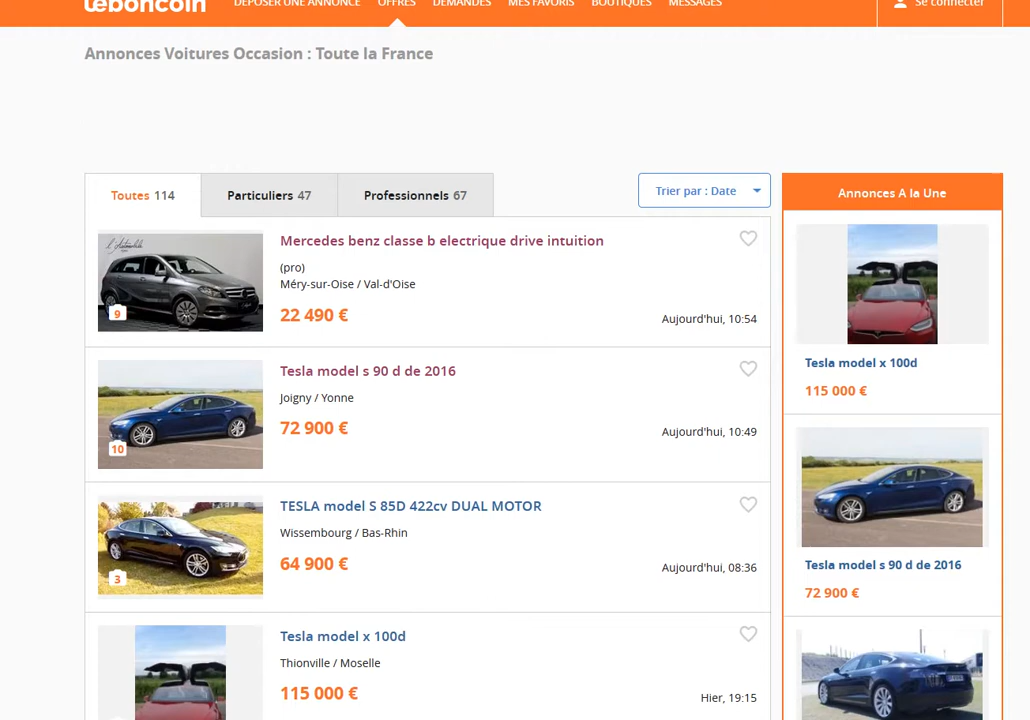 leboncoin DÉPOSER UNE ANNONCE OFFRES DEMANDES MES FAVORIS BOUTIQUES MESSAGES Se connecter
Annonces Voitures Occasion : Toute la France
Toutes 114 Particuliers 47 Professionnels 67 Trier par : Date
Annonces A la Une
Mercedes benz classe b electrique drive intuition
(pro)
Méry-sur-Oise / Val-d'Oise
22 490 €
Aujourd'hui, 10:54
9
Tesla model s 90 d de 2016
Joigny / Yonne
72 900 €
Aujourd'hui, 10:49
10
TESLA model S 85D 422cv DUAL MOTOR
Wissembourg / Bas-Rhin
64 900 €
Aujourd'hui, 08:36
3
Tesla model x 100d
Thionville / Moselle
115 000 €
Hier, 19:15
Tesla model x 100d
115 000 €
Tesla model s 90 d de 2016
72 900 €